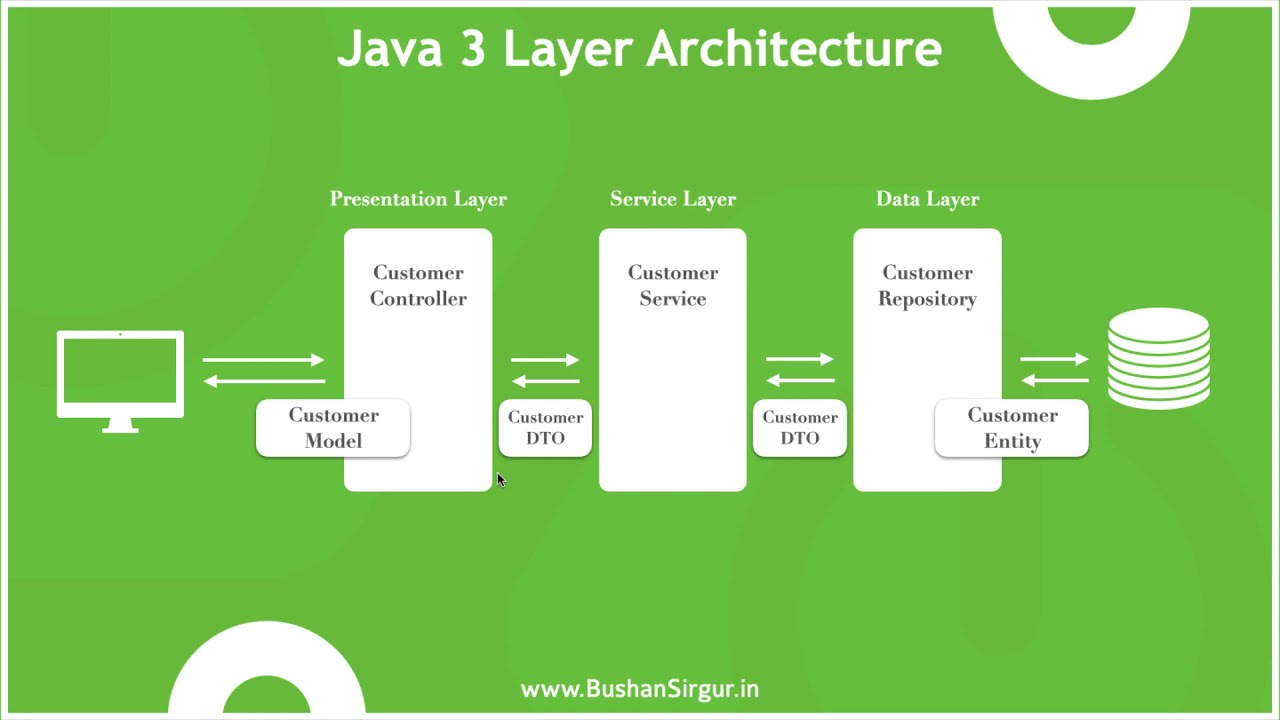 Java 3 Layer Architecture
Presentation Layer
Service Layer
Data Layer
Customer
Controller
Customer
Service
Customer
Repository
Customer
Model
Customer
DTO
Customer
DTO
Customer
Entity
www.BushanSirgur.in